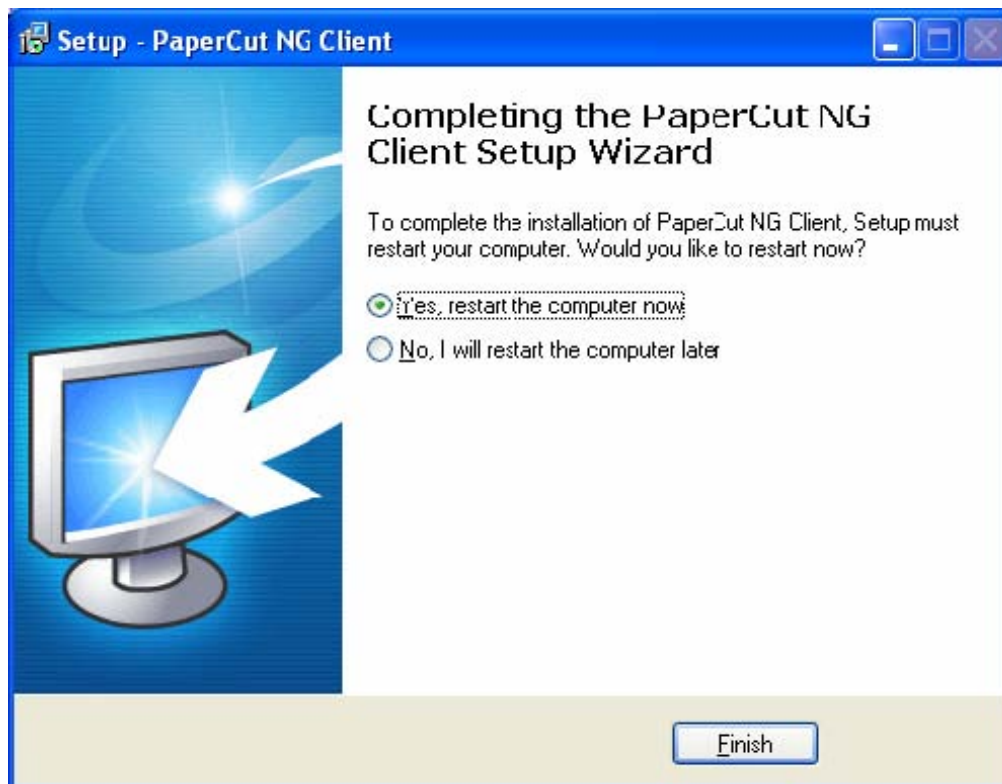 Setup - PaperCut NG Client
Completing the PaperCut NG
Client Setup Wizard
To complete the installation of PaperCut NG Client, Setup must
restart your computer. Would you like to restart now?
Yes, restart the computer now
No, I will restart the computer later
Finish